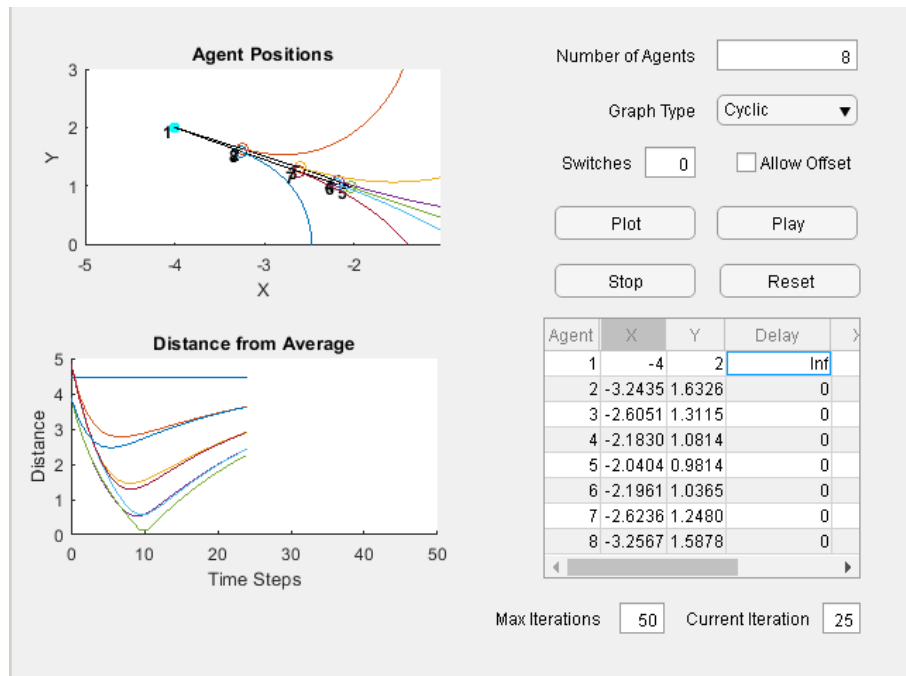 Agent Positions
3
2
1
0
Y
-5
-4
-3
-2
X
1
8
7
6
5
Distance from Average
5
4
3
2
1
0
Distance
0
10
20
30
40
50
Time Steps
Number of Agents 8
Graph Type Cyclic
Switches 0 Allow Offset
Plot Play
Stop Reset
Agent X Y Delay
1 -4 2 Inf
2 -3.2435 1.6326 0
3 -2.6051 1.3115 0
4 -2.1830 1.0814 0
5 -2.0404 0.9814 0
6 -2.1961 1.0365 0
7 -2.6236 1.2480 0
8 -3.2567 1.5878 0
Max Iterations 50 Current Iteration 25